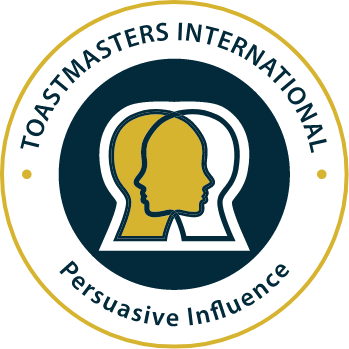 TOASTMASTERS INTERNATIONAL
Persuasive Influence